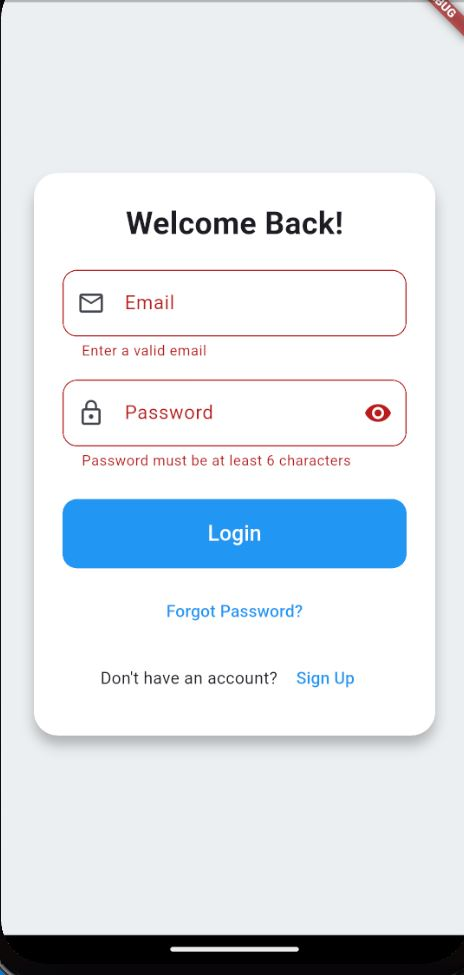 BUG
Welcome Back!
Email
Enter a valid email
Password
Password must be at least 6 characters
Login
Forgot Password?
Don't have an account? Sign Up